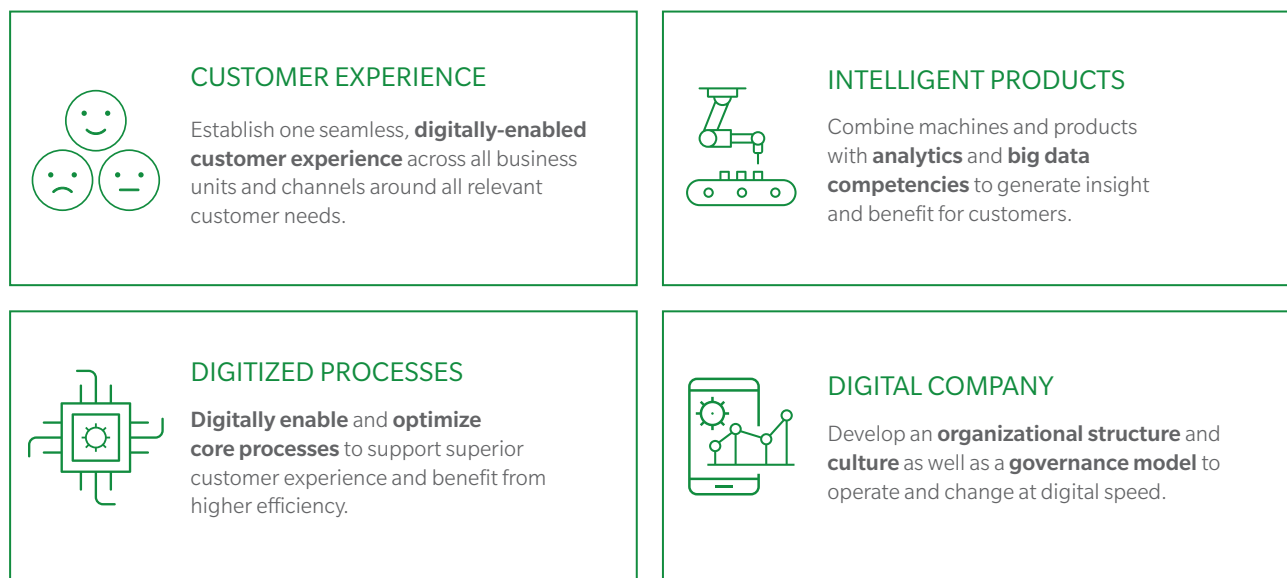 CUSTOMER EXPERIENCE
Establish one seamless, digitally-enabled
customer experience across all business
units and channels around all relevant
customer needs.
INTELLIGENT PRODUCTS
Combine machines and products
with analytics and big data
competencies to generate insight
and benefit for customers.
DIGITIZED PROCESSES
Digitally enable and optimize
core processes to support superior
customer experience and benefit from
higher efficiency.
DIGITAL COMPANY
Develop an organizational structure and
culture as well as a governance model to
operate and change at digital speed.